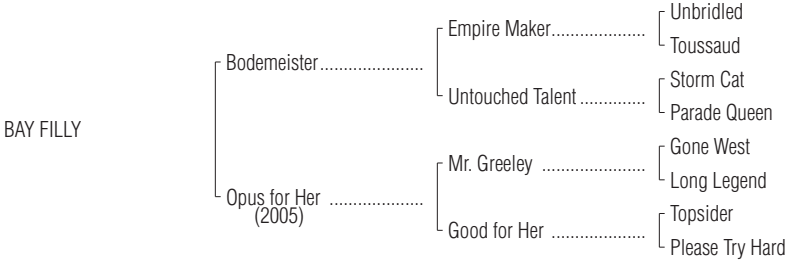 Unbridled
Empire Maker....................
Toussaud
Bodemeister......................
Storm Cat
Untouched Talent ..............
Parade Queen
BAY FILLY
Gone West
Mr. Greeley ......................
Long Legend
Opus for Her ....................
(2005)
Topsider
Good for Her ....................
Please Try Hard